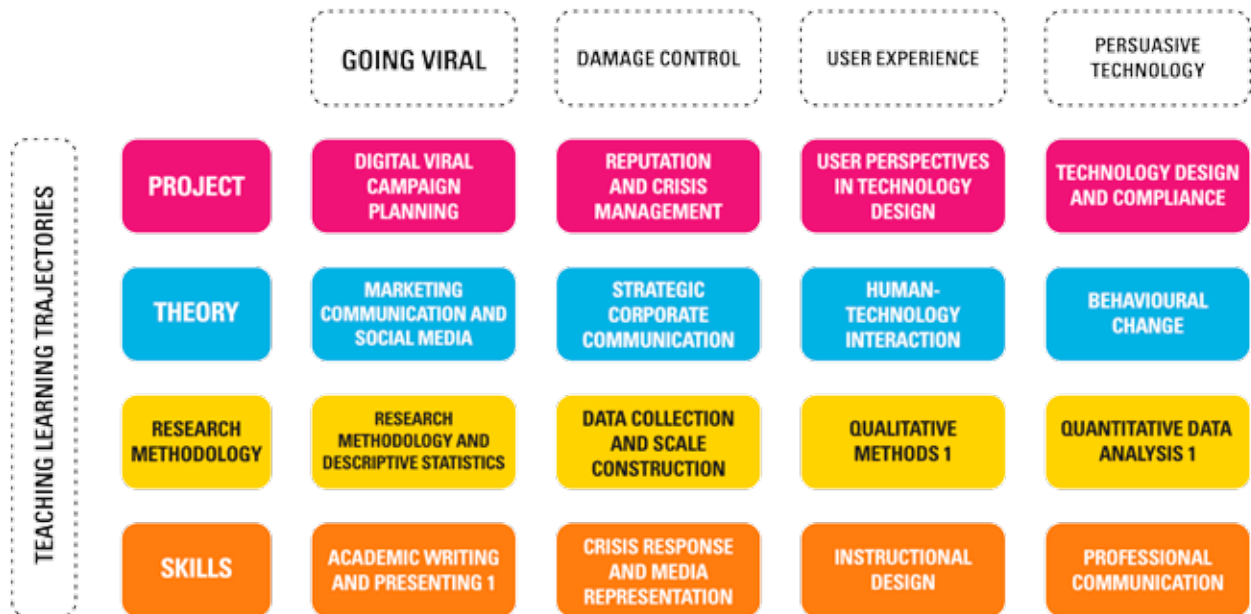 GOING VIRAL
DAMAGE CONTROL
USER EXPERIENCE
PERSUASIVE
TECHNOLOGY
TEACHING LEARNING TRAJECTORIES
PROJECT
DIGITAL VIRAL
CAMPAIGN
PLANNING
REPUTATION
AND CRISIS
MANAGEMENT
USER PERSPECTIVES
IN TECHNOLOGY
DESIGN
TECHNOLOGY DESIGN
AND COMPLIANCE
THEORY
MARKETING
COMMUNICATION AND
SOCIAL MEDIA
STRATEGIC
CORPORATE
COMMUNICATION
HUMAN-
TECHNOLOGY
INTERACTION
BEHAVIOURAL
CHANGE
RESEARCH
METHODOLOGY
RESEARCH
METHODOLOGY AND
DESCRIPTIVE STATISTICS
DATA COLLECTION
AND SCALE
CONSTRUCTION
QUALITATIVE
METHODS 1
QUANTITATIVE DATA
ANALYSIS 1
SKILLS
ACADEMIC WRITING
AND PRESENTING 1
CRISIS RESPONSE
AND MEDIA
REPRESENTATION
INSTRUCTIONAL
DESIGN
PROFESSIONAL
COMMUNICATION